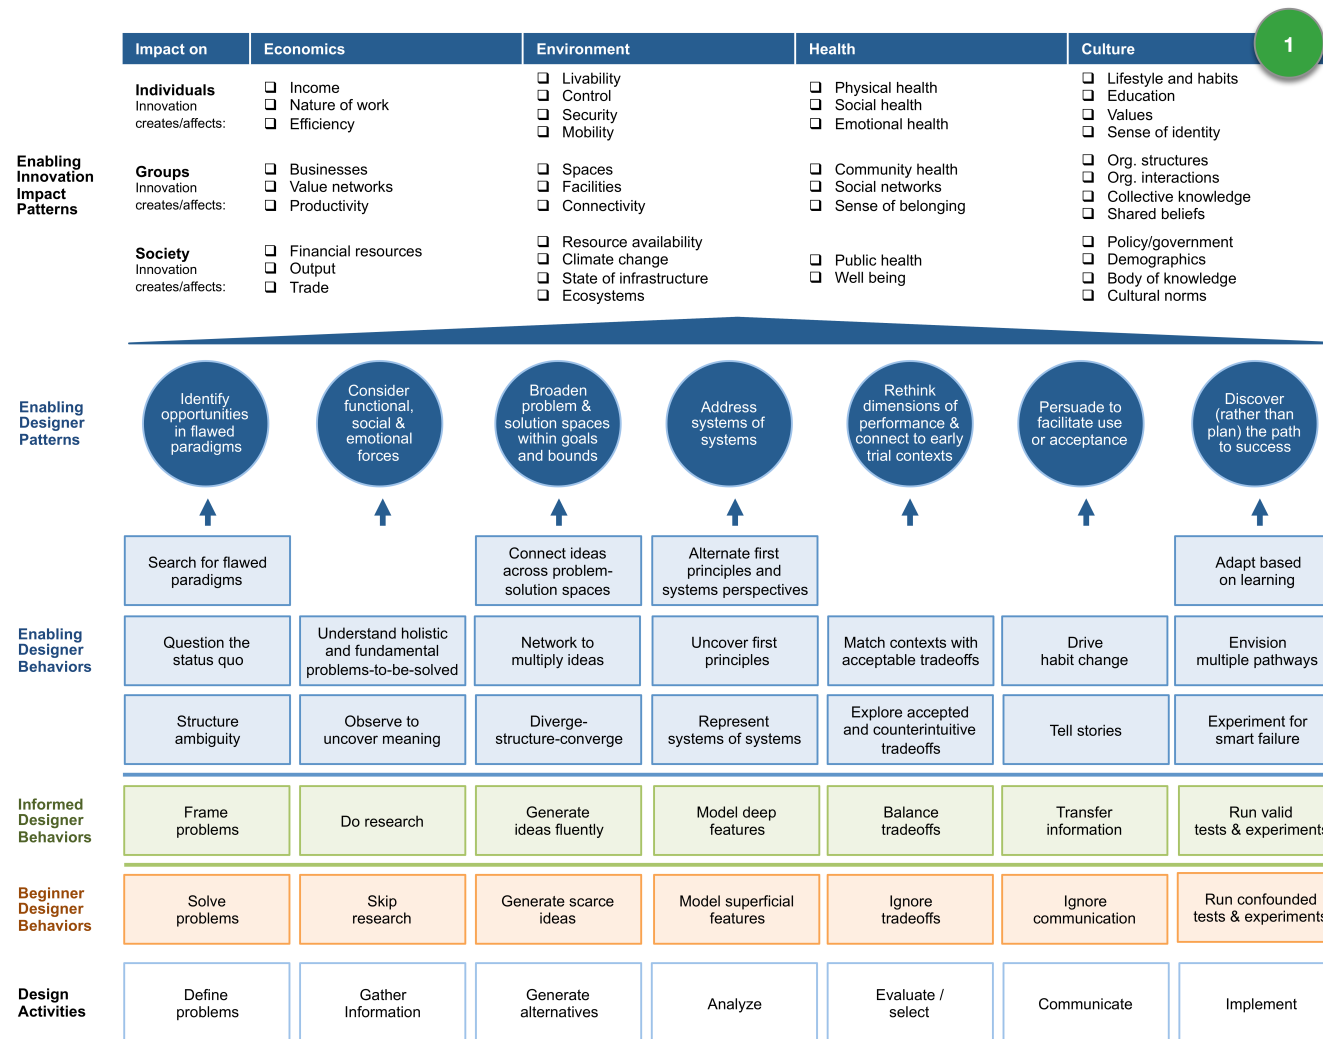 1
Impact on
Economics
Environment
Health
Culture
Enabling
Innovation
Impact
Patterns
Individuals
Innovation
creates/affects:
❑ Income
❑ Nature of work
❑ Efficiency
❑ Livability
❑ Control
❑ Security
❑ Mobility
❑ Physical health
❑ Social health
❑ Emotional health
❑ Lifestyle and habits
❑ Education
❑ Values
❑ Sense of identity
Groups
Innovation
creates/affects:
❑ Businesses
❑ Value networks
❑ Productivity
❑ Spaces
❑ Facilities
❑ Connectivity
❑ Community health
❑ Social networks
❑ Sense of belonging
❑ Org. structures
❑ Org. interactions
❑ Collective knowledge
❑ Shared beliefs
Society
Innovation
creates/affects:
❑ Financial resources
❑ Output
❑ Trade
❑ Resource availability
❑ Climate change
❑ State of infrastructure
❑ Ecosystems
❑ Public health
❑ Well being
❑ Policy/government
❑ Demographics
❑ Body of knowledge
❑ Cultural norms
Enabling
Designer
Patterns
Identify
opportunities
in flawed
paradigms
Consider
functional,
social &
emotional
forces
Broaden
problem &
solution spaces
within goals
and bounds
Address
systems of
systems
Rethink
dimensions of
performance &
connect to early
trial contexts
Persuade to
facilitate use
or acceptance
Discover
(rather than
plan) the path
to success
Enabling
Designer
Behaviors
Search for flawed
paradigms
Connect ideas
across problem-
solution spaces
Alternate first
principles and
systems perspectives
Adapt based
on learning
Question the
status quo
Understand holistic
and fundamental
problems-to-be-solved
Network to
multiply ideas
Uncover first
principles
Match contexts with
acceptable tradeoffs
Drive
habit change
Envision
multiple pathways
Structure
ambiguity
Observe to
uncover meaning
Diverge-
structure-converge
Represent
systems of systems
Explore accepted
and counterintuitive
tradeoffs
Tell stories
Experiment for
smart failure
Informed
Designer
Behaviors
Frame
problems
Do research
Generate
ideas fluently
Model deep
features
Balance
tradeoffs
Transfer
information
Run valid
tests & experiments
Beginner
Designer
Behaviors
Solve
problems
Skip
research
Generate scarce
ideas
Model superficial
features
Ignore
tradeoffs
Ignore
communication
Run confounded
tests & experiments
Design
Activities
Define
problems
Gather
Information
Generate
alternatives
Analyze
Evaluate /
select
Communicate
Implement